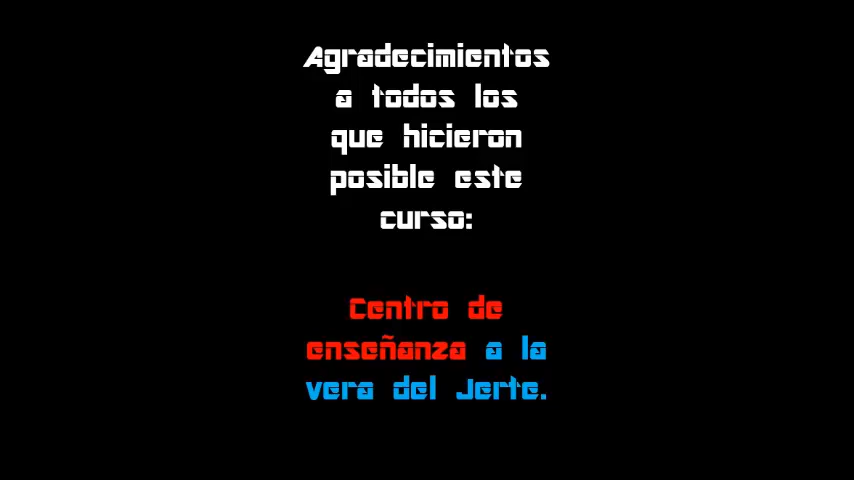 Agradecimientos
a todos los
que hicieron
posible este
curso:
Centro de
enseñanza a la
vera del Jerte.